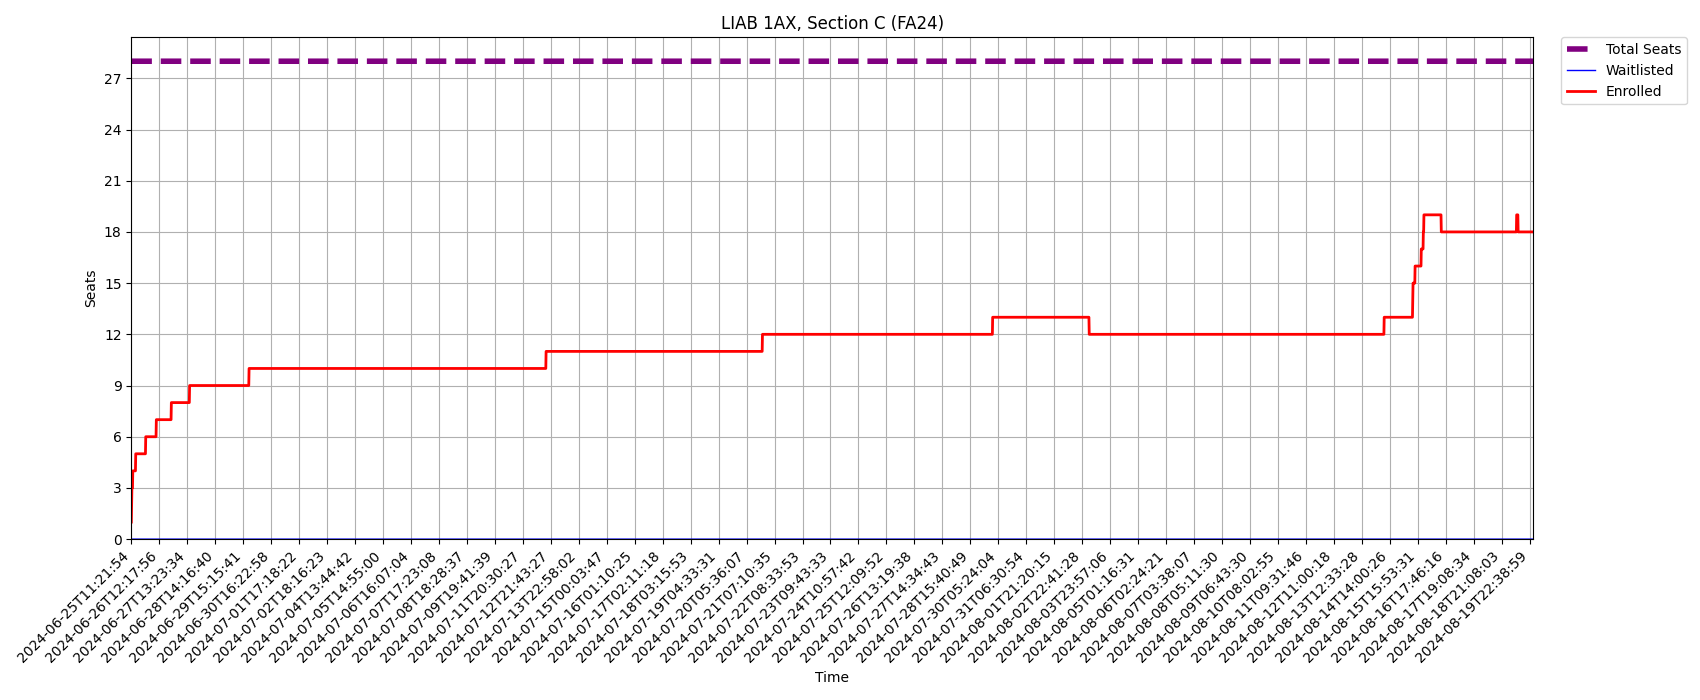 LIAB 1AX, Section C (FA24)
Total Seats
Waitlisted
Enrolled
Seats
27
24
21
18
15
12
9
6
3
0
2024-06-25T11:21:54
2024-06-26T12:17:56
2024-06-27T13:23:34
2024-06-28T14:16:40
2024-06-29T15:15:41
2024-06-30T16:22:58
2024-07-01T17:18:22
2024-07-02T18:16:23
2024-07-04T13:44:42
2024-07-05T14:55:00
2024-07-06T16:07:04
2024-07-07T17:23:08
2024-07-08T18:28:37
2024-07-09T19:41:39
2024-07-11T20:30:27
2024-07-12T21:43:27
2024-07-13T22:58:02
2024-07-15T00:03:47
2024-07-16T01:10:25
2024-07-17T02:11:18
2024-07-18T03:15:53
2024-07-19T04:33:31
2024-07-20T05:36:07
2024-07-21T07:10:35
2024-07-22T08:33:53
2024-07-23T09:43:33
2024-07-24T10:57:42
2024-07-25T12:09:52
2024-07-26T13:19:38
2024-07-27T14:34:43
2024-07-28T15:40:49
2024-07-30T05:24:04
2024-07-31T06:30:54
2024-08-01T21:20:15
2024-08-02T22:41:28
2024-08-03T23:57:06
2024-08-05T01:16:31
2024-08-06T02:24:21
2024-08-07T03:38:07
2024-08-08T05:11:30
2024-08-09T06:43:30
2024-08-10T08:02:55
2024-08-11T09:31:46
2024-08-12T11:00:18
2024-08-13T12:33:28
2024-08-14T14:00:26
2024-08-15T15:53:31
2024-08-16T17:46:16
2024-08-17T19:08:34
2024-08-18T21:08:03
2024-08-19T22:38:59
Time